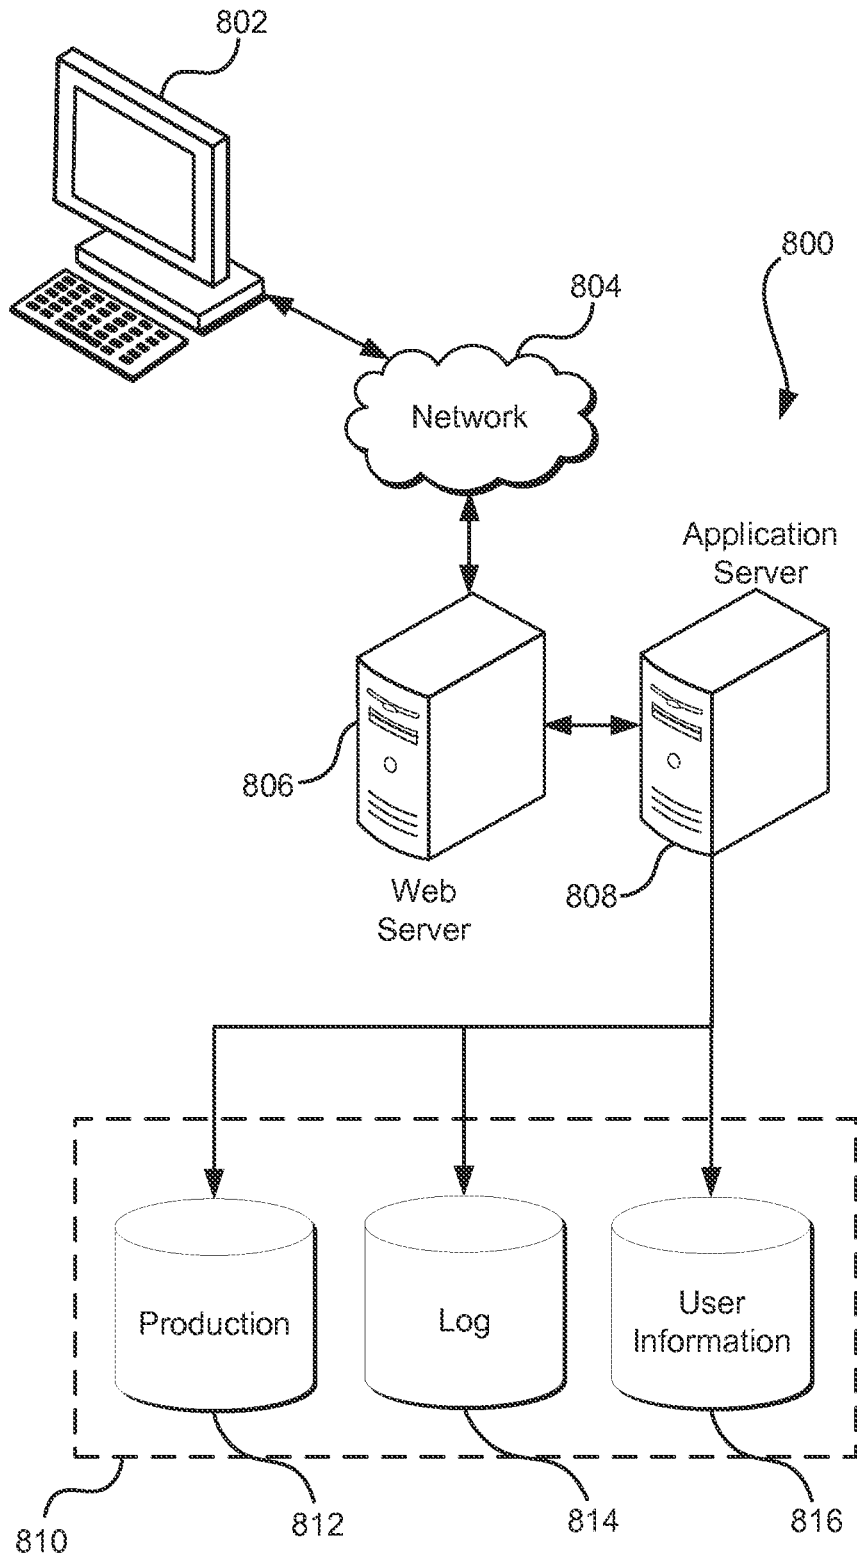 802
800
804
Network
Application
Server
806
808
Web
Server
Production
Log
User
Information
810
812
814
816